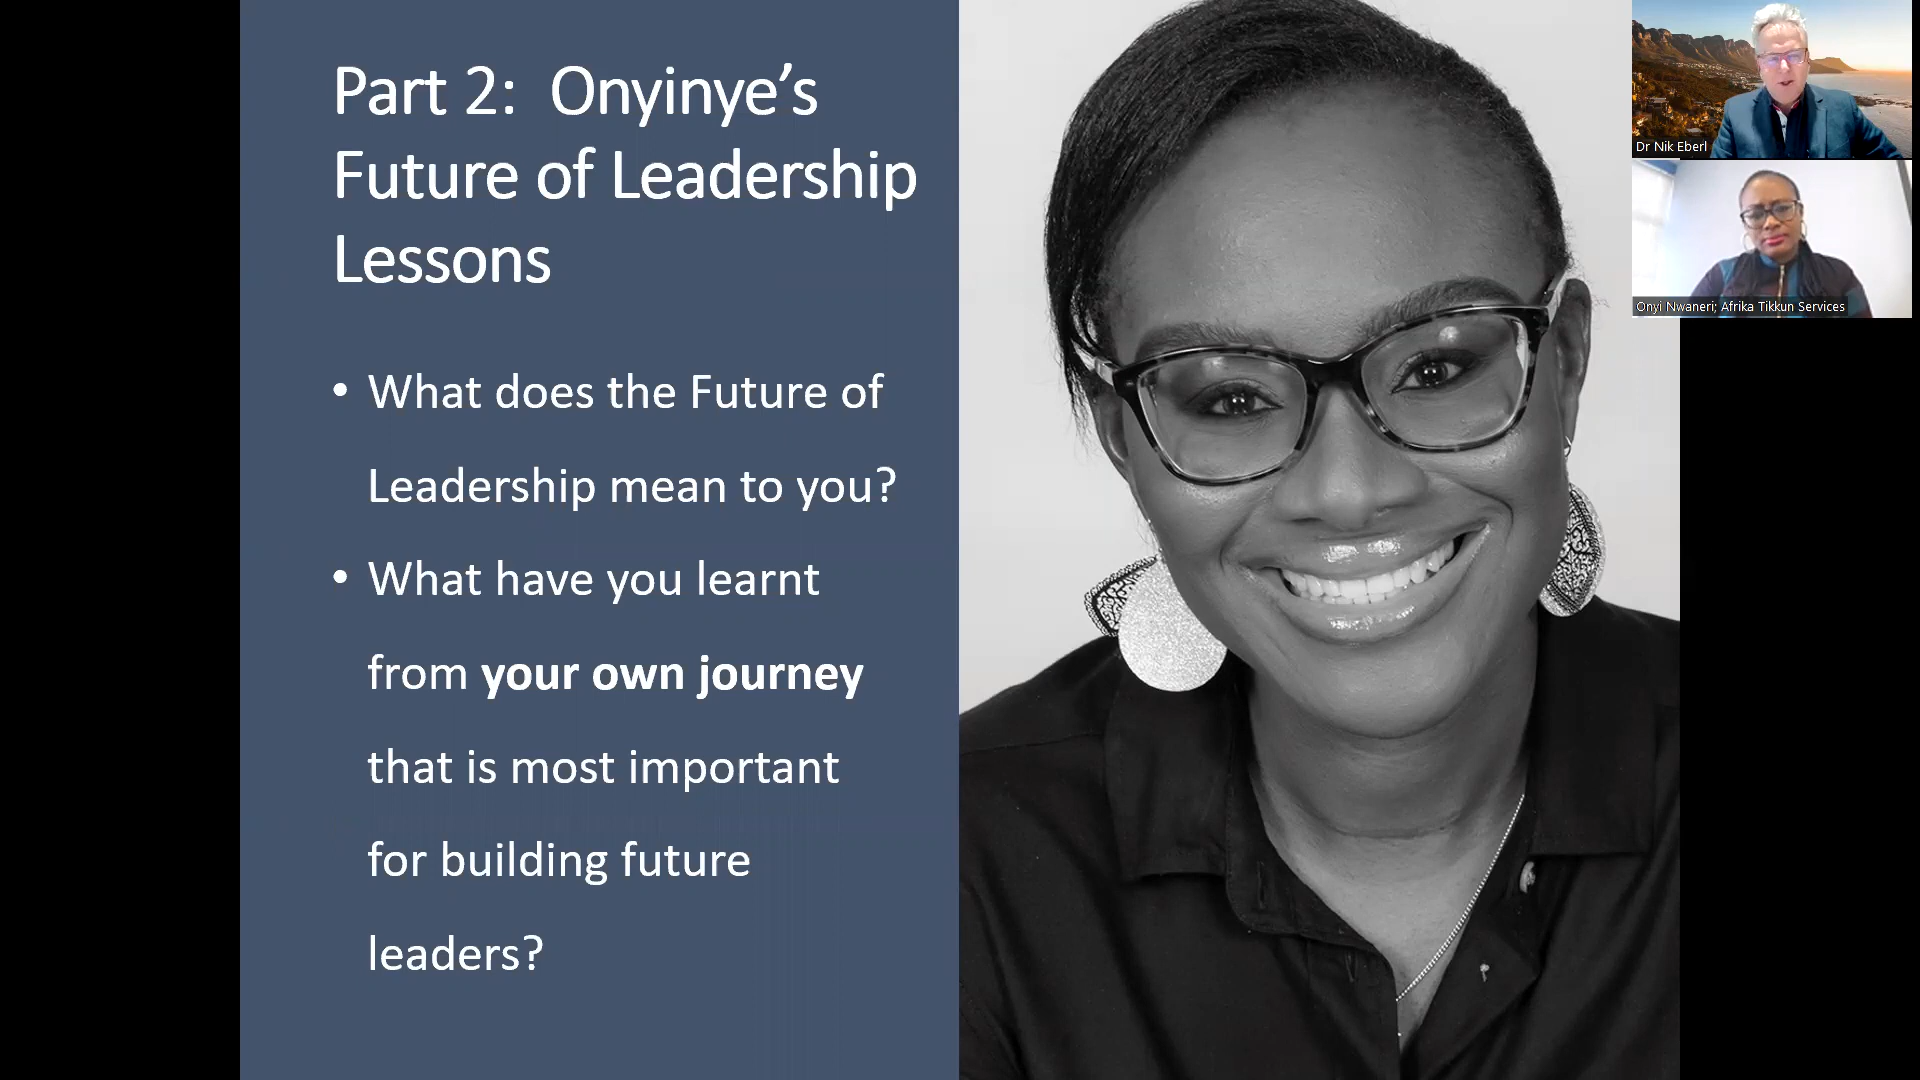 Part 2:  Onyinye’s
Future of Leadership
Lessons
• What does the Future of
Leadership mean to you?
• What have you learnt
from your own journey
that is most important
for building future
leaders?
Dr Nik Eberl
Onyi Nwaneri; Afrika Tikkun Services